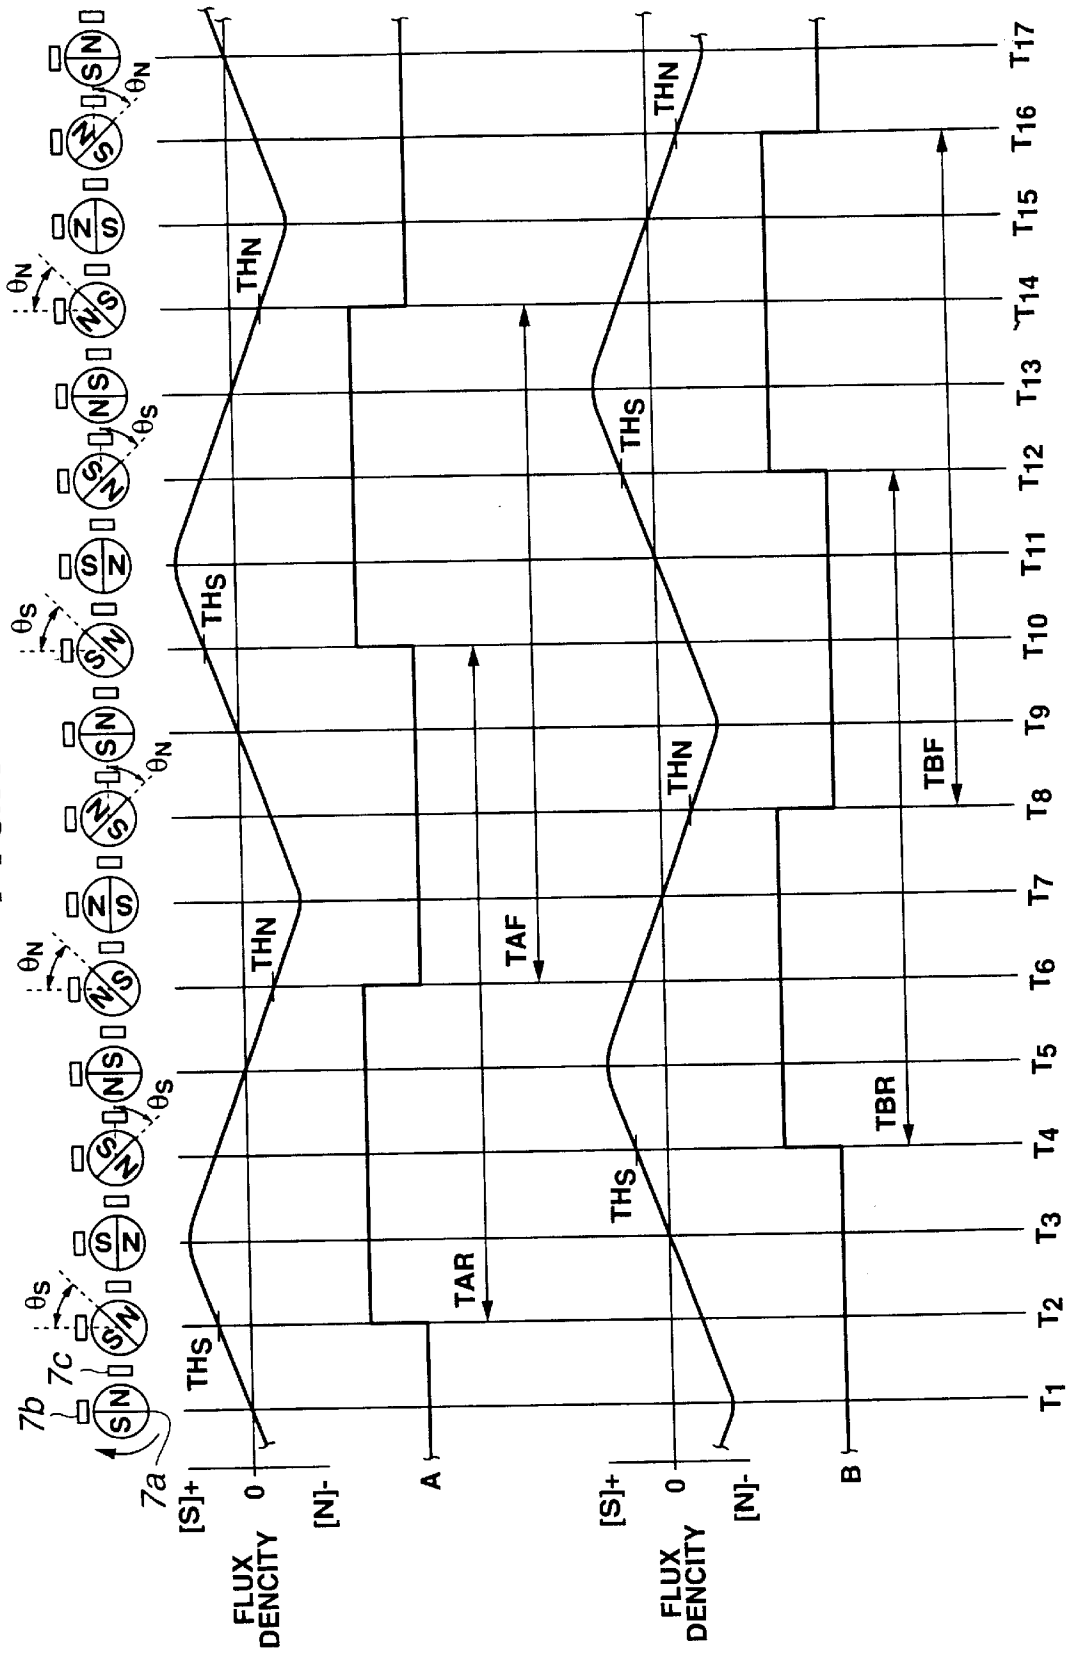 7a
7b
7c
S N
S N
S N
S N
N S
N S
N S
N S
S N
S N
S N
S N
N S
N S
N S
N S
S N
θS
θS
θN
θN
θS
θS
θN
θN
FLUX
DENCITY
[S]+
0
[N]-
THS
THN
THS
THN
A
TAR
TAF
FLUX
DENCITY
[S]+
0
[N]-
THS
THN
THS
THN
B
TBR
TBF
T1 T2 T3 T4 T5 T6 T7 T8 T9 T10 T11 T12 T13 T14 T15 T16 T17